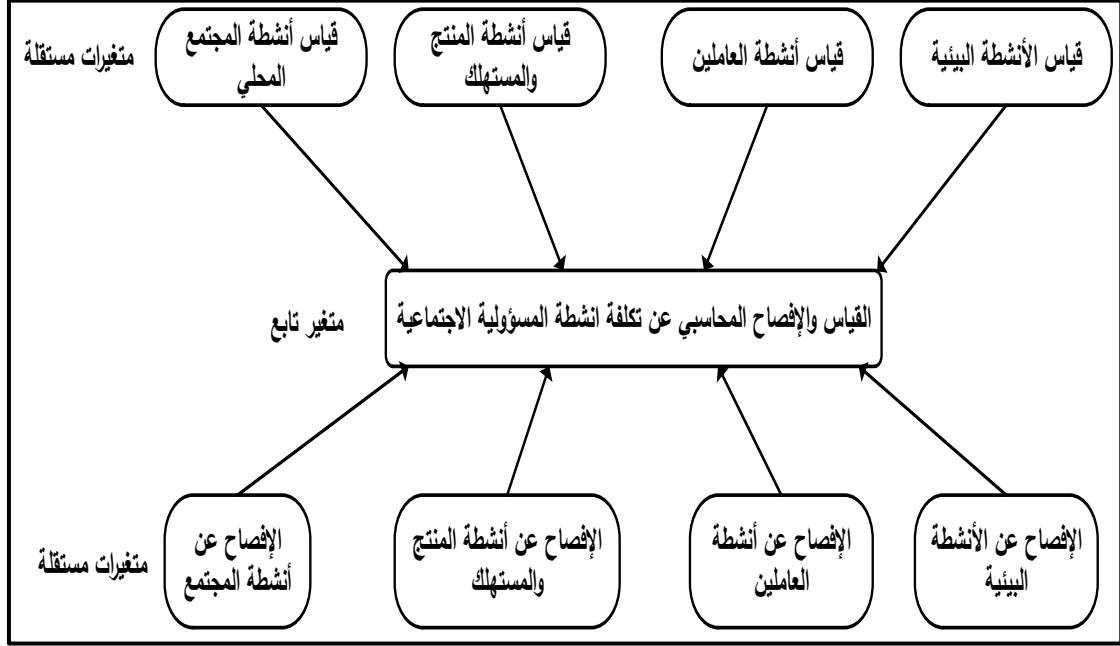 متغيرات مستقلة
قياس الأنشطة البيئية
قياس أنشطة العاملين
قياس أنشطة المنتج
والمستهلك
قياس أنشطة المجتمع
المحلي
القياس والإفصاح المحاسبي عن تكلفة انشطة المسؤولية الاجتماعية
متغير تابع
الإفصاح عن الأنشطة
البيئية
الإفصاح عن أنشطة
العاملين
الإفصاح عن أنشطة المنتج
والمستهلك
الإفصاح عن
أنشطة المجتمع
متغيرات مستقلة